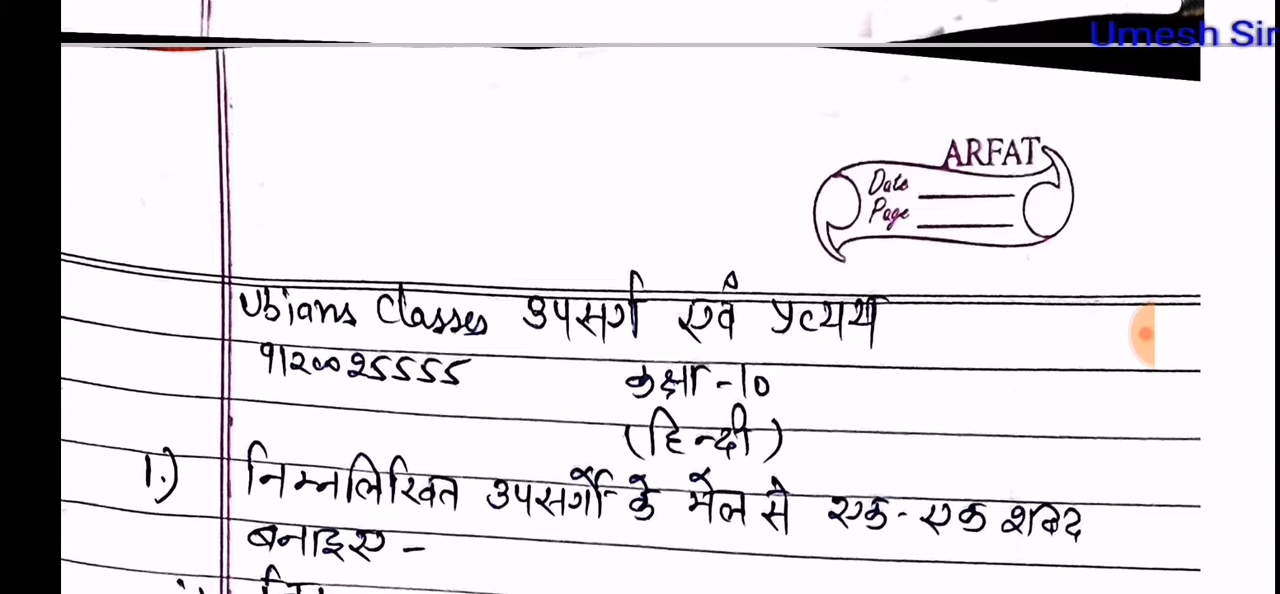 Umesh Sir
ARFAT
Date
Page
Ubians Classes उपसर्ग एवं प्रत्यय
9120025555 कक्षा-10
(हिन्दी)
1.) निम्नलिखित उपसर्गों के मेल से एक-एक शब्द
बनाइए-